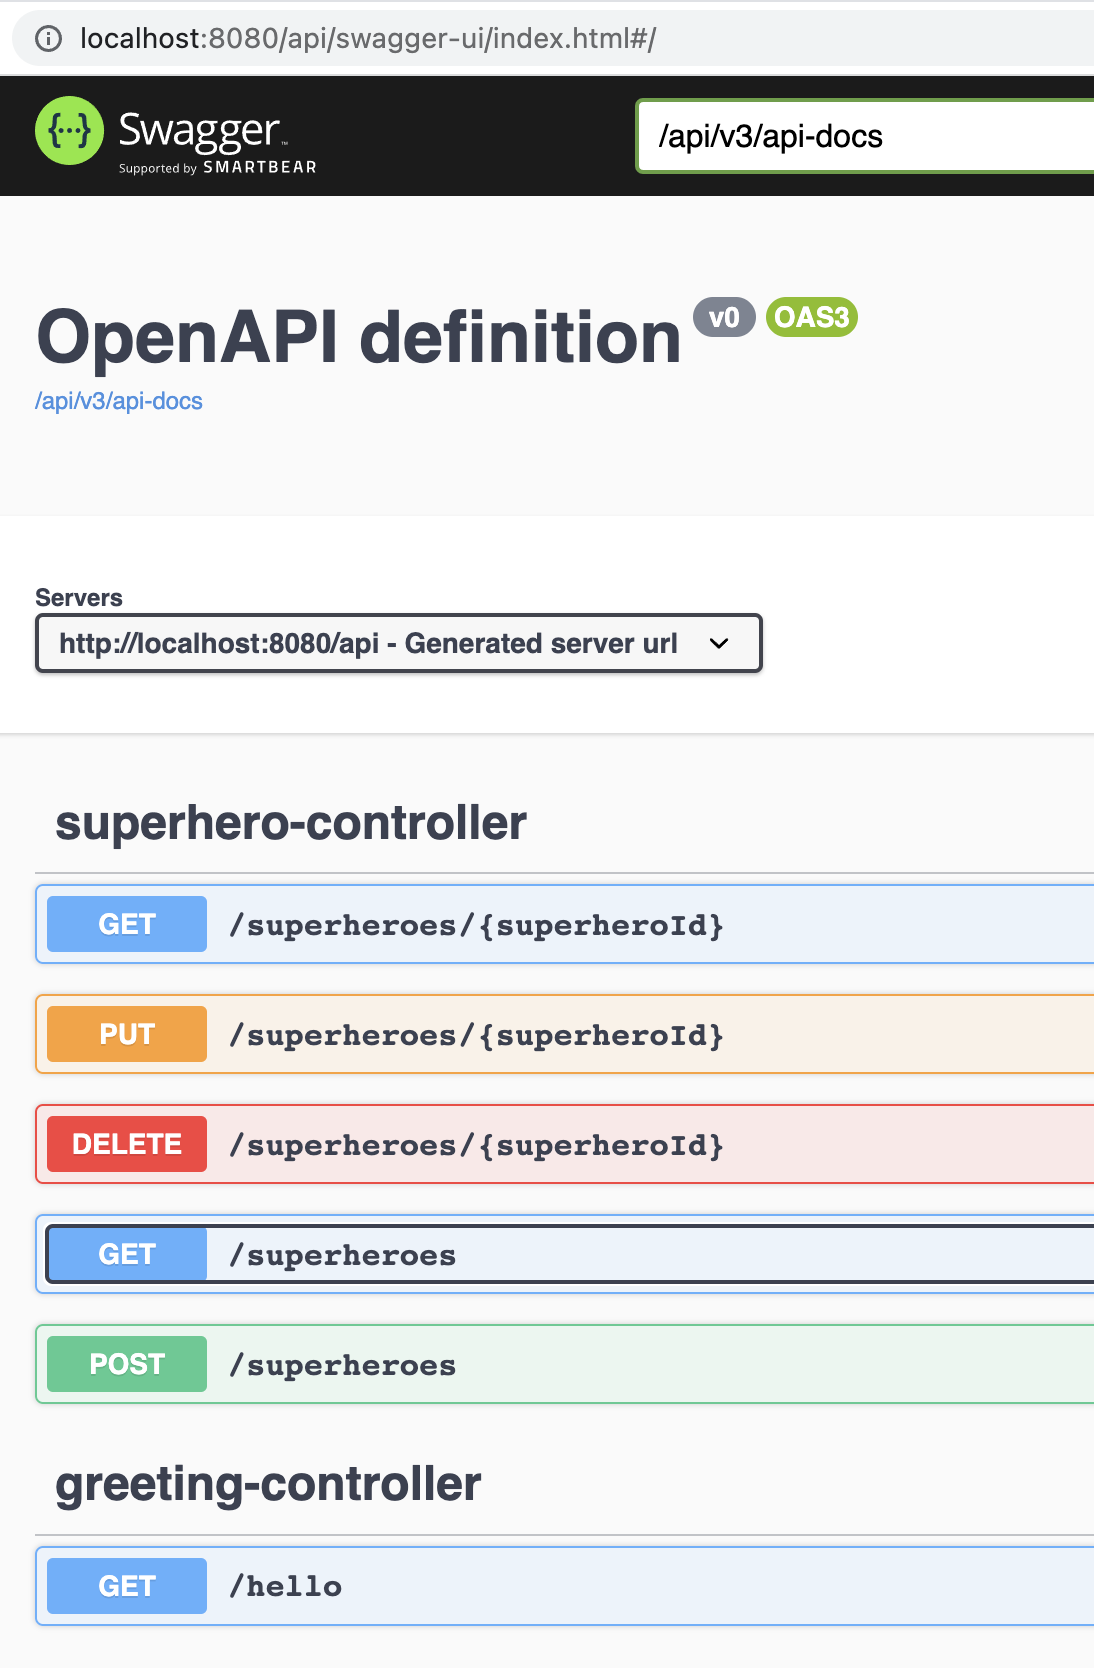 localhost:8080/api/swagger-ui/index.html#/
{...} Swagger™
Supported by SMARTBEAR
/api/v3/api-docs
OpenAPI definition v0 OAS3
/api/v3/api-docs
Servers
http://localhost:8080/api - Generated server url
superhero-controller
GET /superheroes/{superheroId}
PUT /superheroes/{superheroId}
DELETE /superheroes/{superheroId}
GET /superheroes
POST /superheroes
greeting-controller
GET /hello